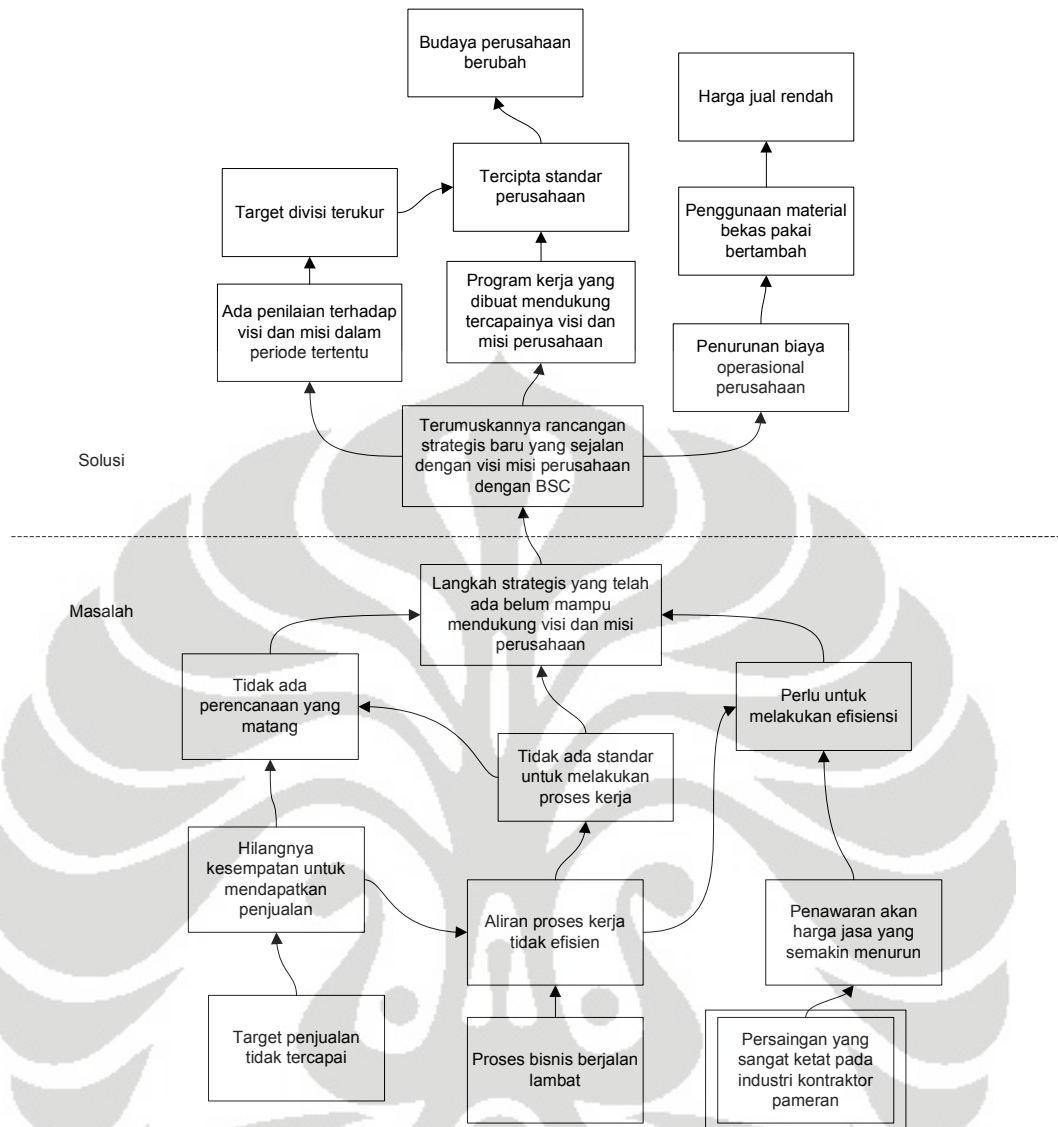 Budaya perusahaan
berubah
Harga jual rendah
Tercipta standar
perusahaan
Target divisi terukur
Penggunaan material
bekas pakai
bertambah
Program kerja yang
dibuat mendukung
tercapainya visi dan
misi perusahaan
Ada penilaian terhadap
visi dan misi dalam
periode tertentu
Penurunan biaya
operasional
perusahaan
Terumuskannya rancangan
strategis baru yang sejalan
dengan visi misi perusahaan
dengan BSC
Solusi
Masalah
Langkah strategis yang telah
ada belum mampu
mendukung visi dan misi
perusahaan
Tidak ada
perencanaan yang
matang
Perlu untuk
melakukan efisiensi
Tidak ada standar
untuk melakukan
proses kerja
Hilangnya
kesempatan untuk
mendapatkan
penjualan
Aliran proses kerja
tidak efisien
Penawaran akan
harga jasa yang
semakin menurun
Target penjualan
tidak tercapai
Proses bisnis berjalan
lambat
Persaingan yang
sangat ketat pada
industri kontraktor
pameran